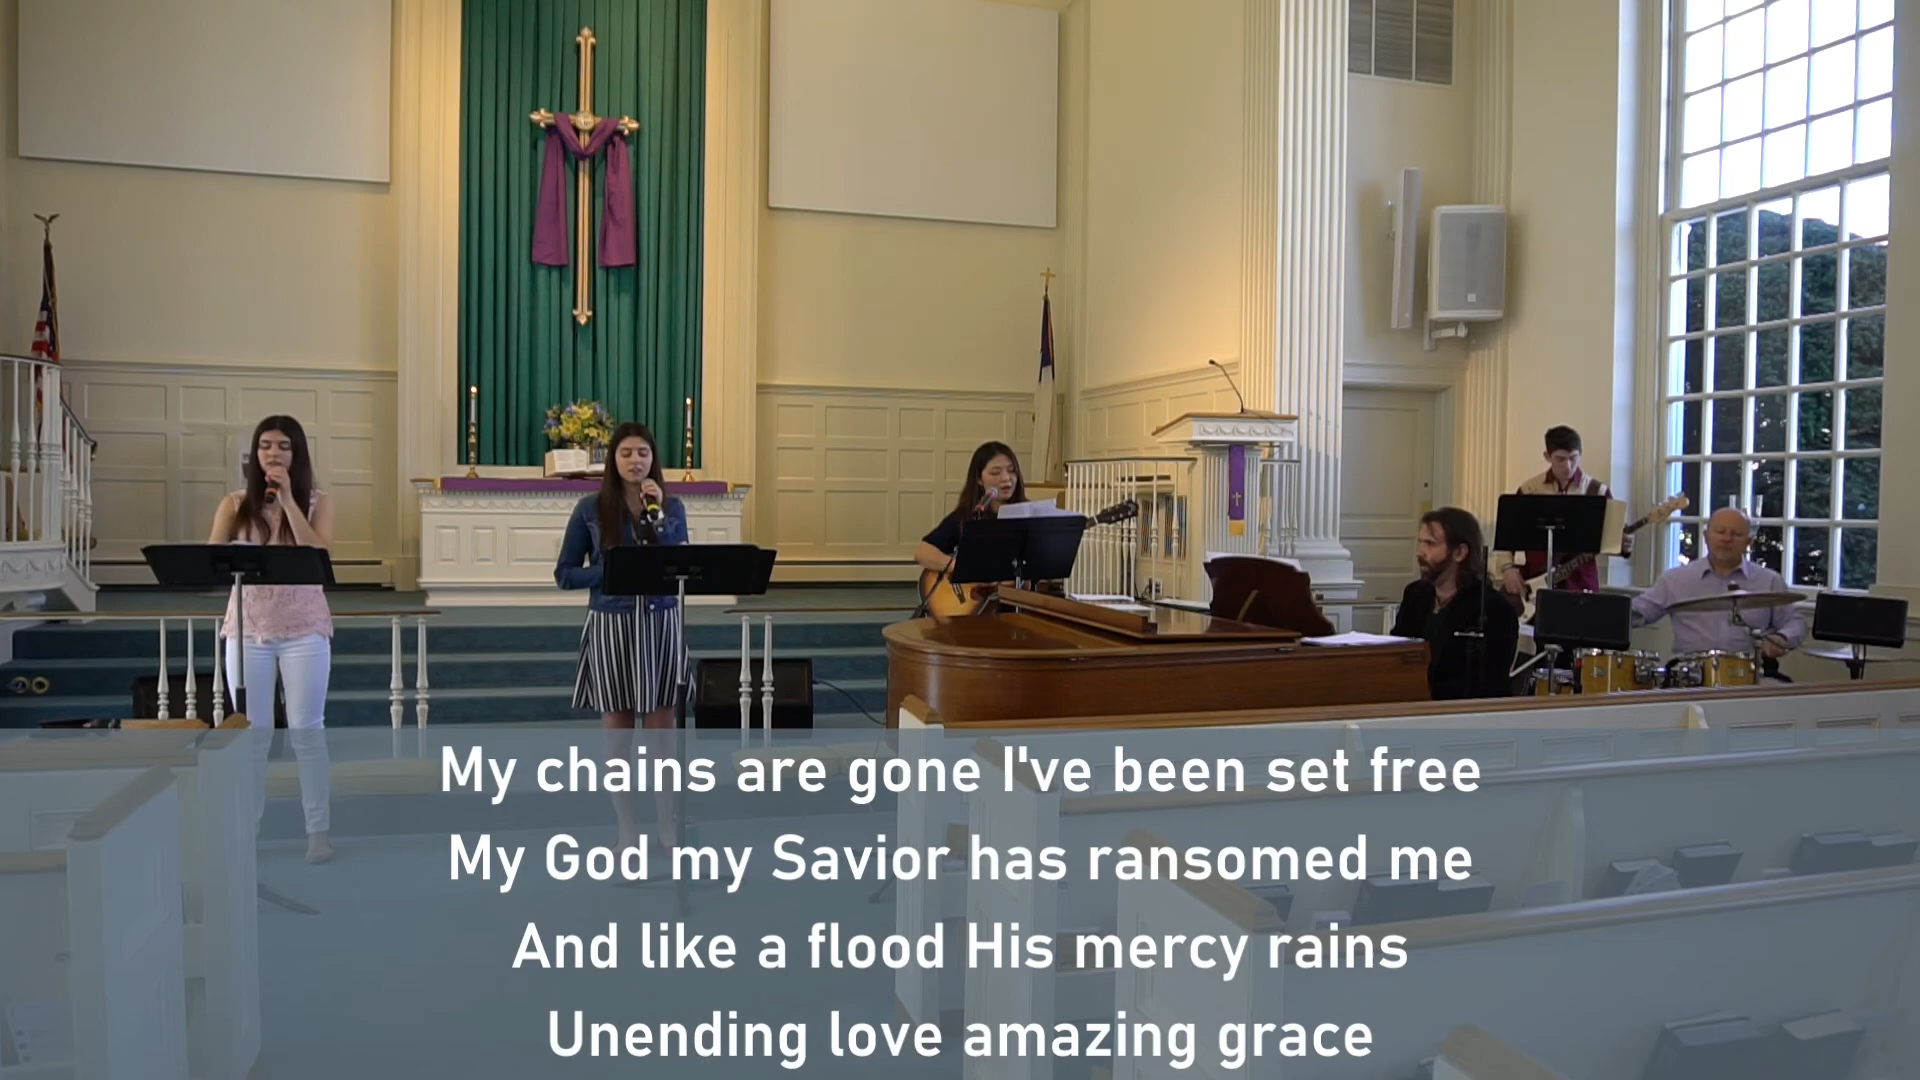 My chains are gone I've been set free
My God my Savior has ransomed me
And like a flood His mercy rains
Unending love amazing grace